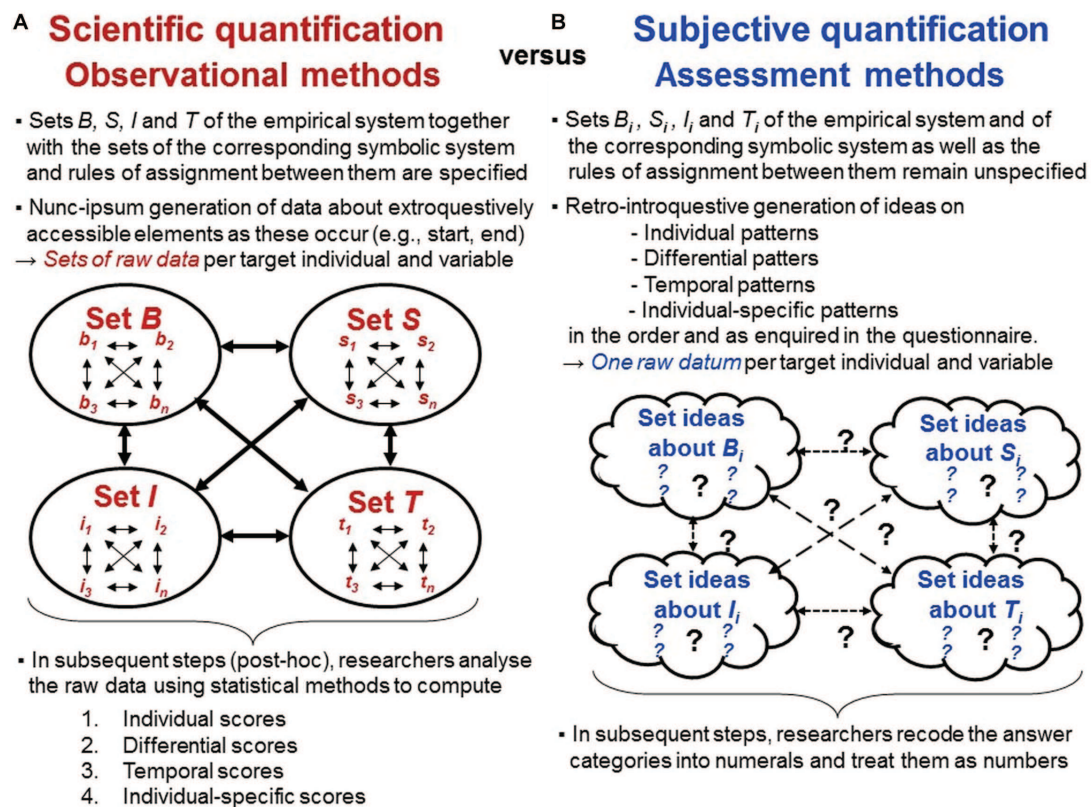 A Scientific quantification
Observational methods
▪ Sets B, S, I and T of the empirical system together
with the sets of the corresponding symbolic system
and rules of assignment between them are specified
▪ Nunc-ipsum generation of data about extroquestively
accessible elements as these occur (e.g., start, end)
→ Sets of raw data per target individual and variable
Set B
b1 b2
b3 bn
Set S
s1 s2
s3 sn
Set I
i1 i2
i3 in
Set T
t1 t2
t3 tn
▪ In subsequent steps (post-hoc), researchers analyse
the raw data using statistical methods to compute
1. Individual scores
2. Differential scores
3. Temporal scores
4. Individual-specific scores
versus
B Subjective quantification
Assessment methods
▪ Sets Bi, Si, Ii and Ti of the empirical system and of
the corresponding symbolic system as well as the
rules of assignment between them remain unspecified
▪ Retro-introquestive generation of ideas on
- Individual patterns
- Differential patters
- Temporal patterns
- Individual-specific patterns
in the order and as enquired in the questionnaire.
→ One raw datum per target individual and variable
Set ideas
about Bi
? ?
? ? ?
?
Set ideas
about Si
? ?
? ? ?
? ?
? ?
Set ideas
about Ii
? ?
? ? ?
?
Set ideas
about Ti
? ?
? ? ?
▪ In subsequent steps, researchers recode the answer
categories into numerals and treat them as numbers